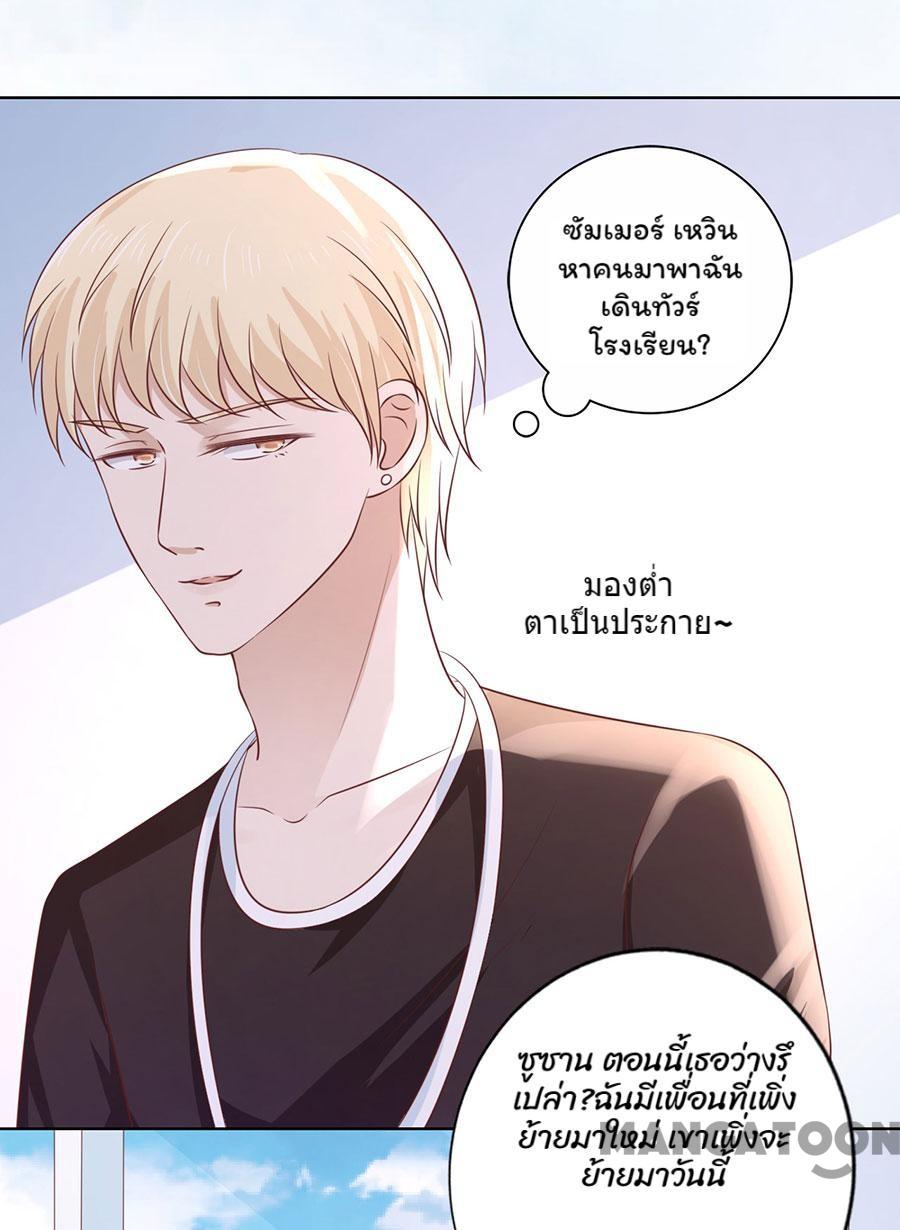 ซัมเมอร์ เหวิน
หาคนมาพาฉัน
เดินทัวร์
โรงเรียน?
มองต่ำ
ตาเป็นประกาย~
ซูซาน ตอนนี้เธอว่างรึ
เปล่า?ฉันมีเพื่อนที่เพิ่ง
ย้ายมาใหม่ เขาเพิ่งจะ
ย้ายมาวันนี้
MANGATOON